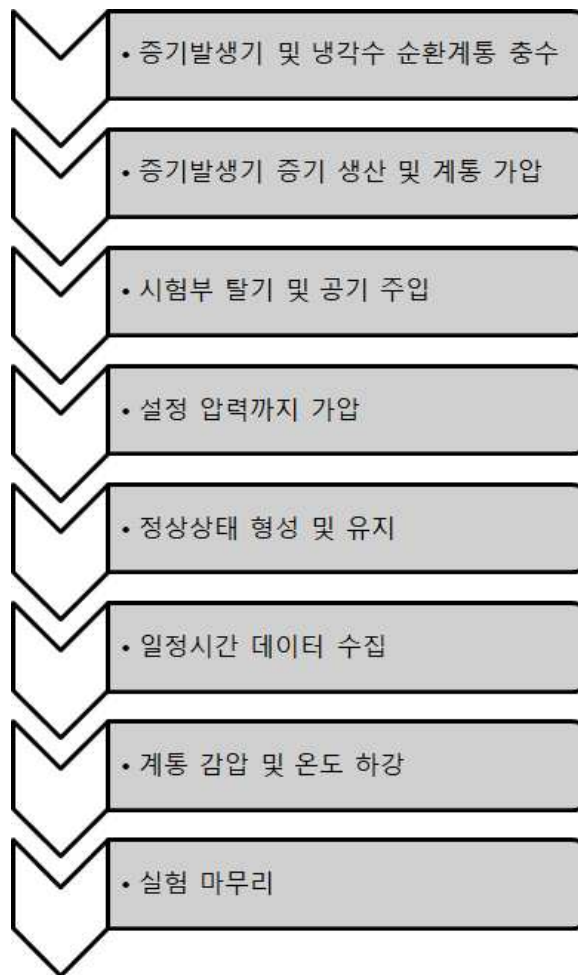 • 증기발생기 및 냉각수 순환계통 충수
• 증기발생기 증기 생산 및 계통 가압
• 시험부 탈기 및 공기 주입
• 설정 압력까지 가압
• 정상상태 형성 및 유지
• 일정시간 데이터 수집
• 계통 감압 및 온도 하강
• 실험 마무리